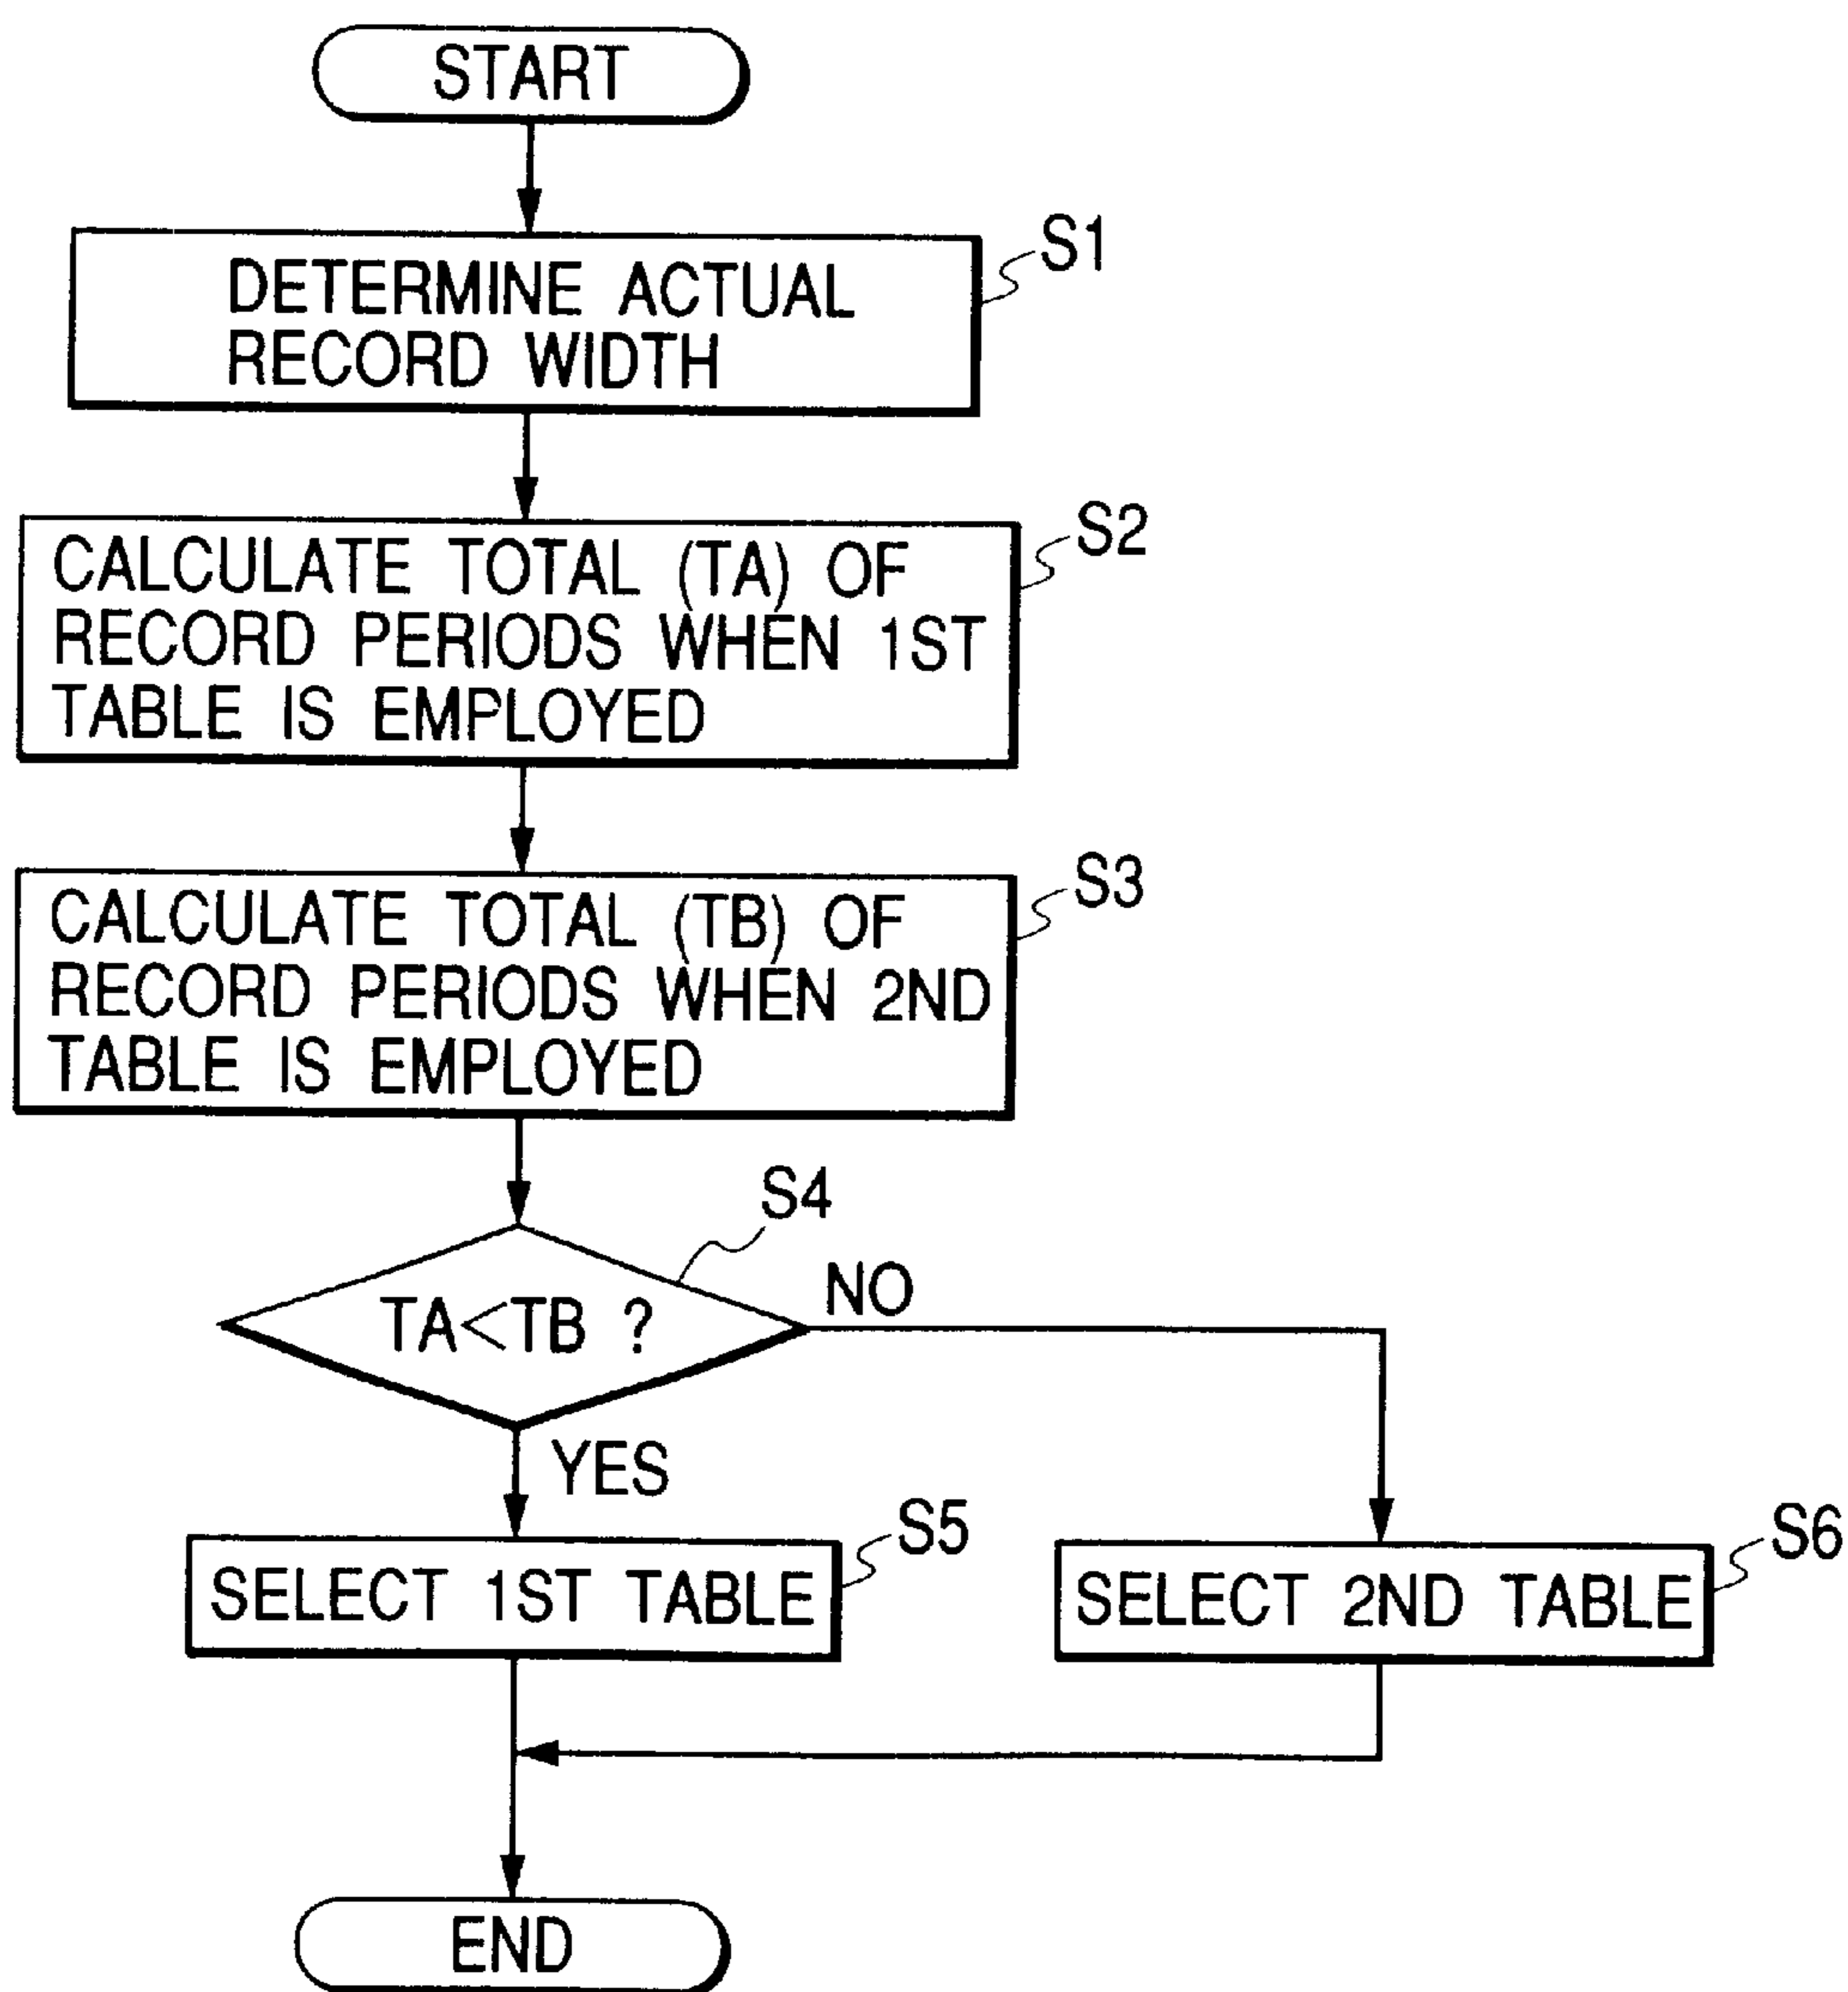 START
S1
DETERMINE ACTUAL
RECORD WIDTH
S2
CALCULATE TOTAL (TA) OF
RECORD PERIODS WHEN 1ST
TABLE IS EMPLOYED
S3
CALCULATE TOTAL (TB) OF
RECORD PERIODS WHEN 2ND
TABLE IS EMPLOYED
S4
TA<TB ?
NO
YES
S5
SELECT 1ST TABLE
S6
SELECT 2ND TABLE
END